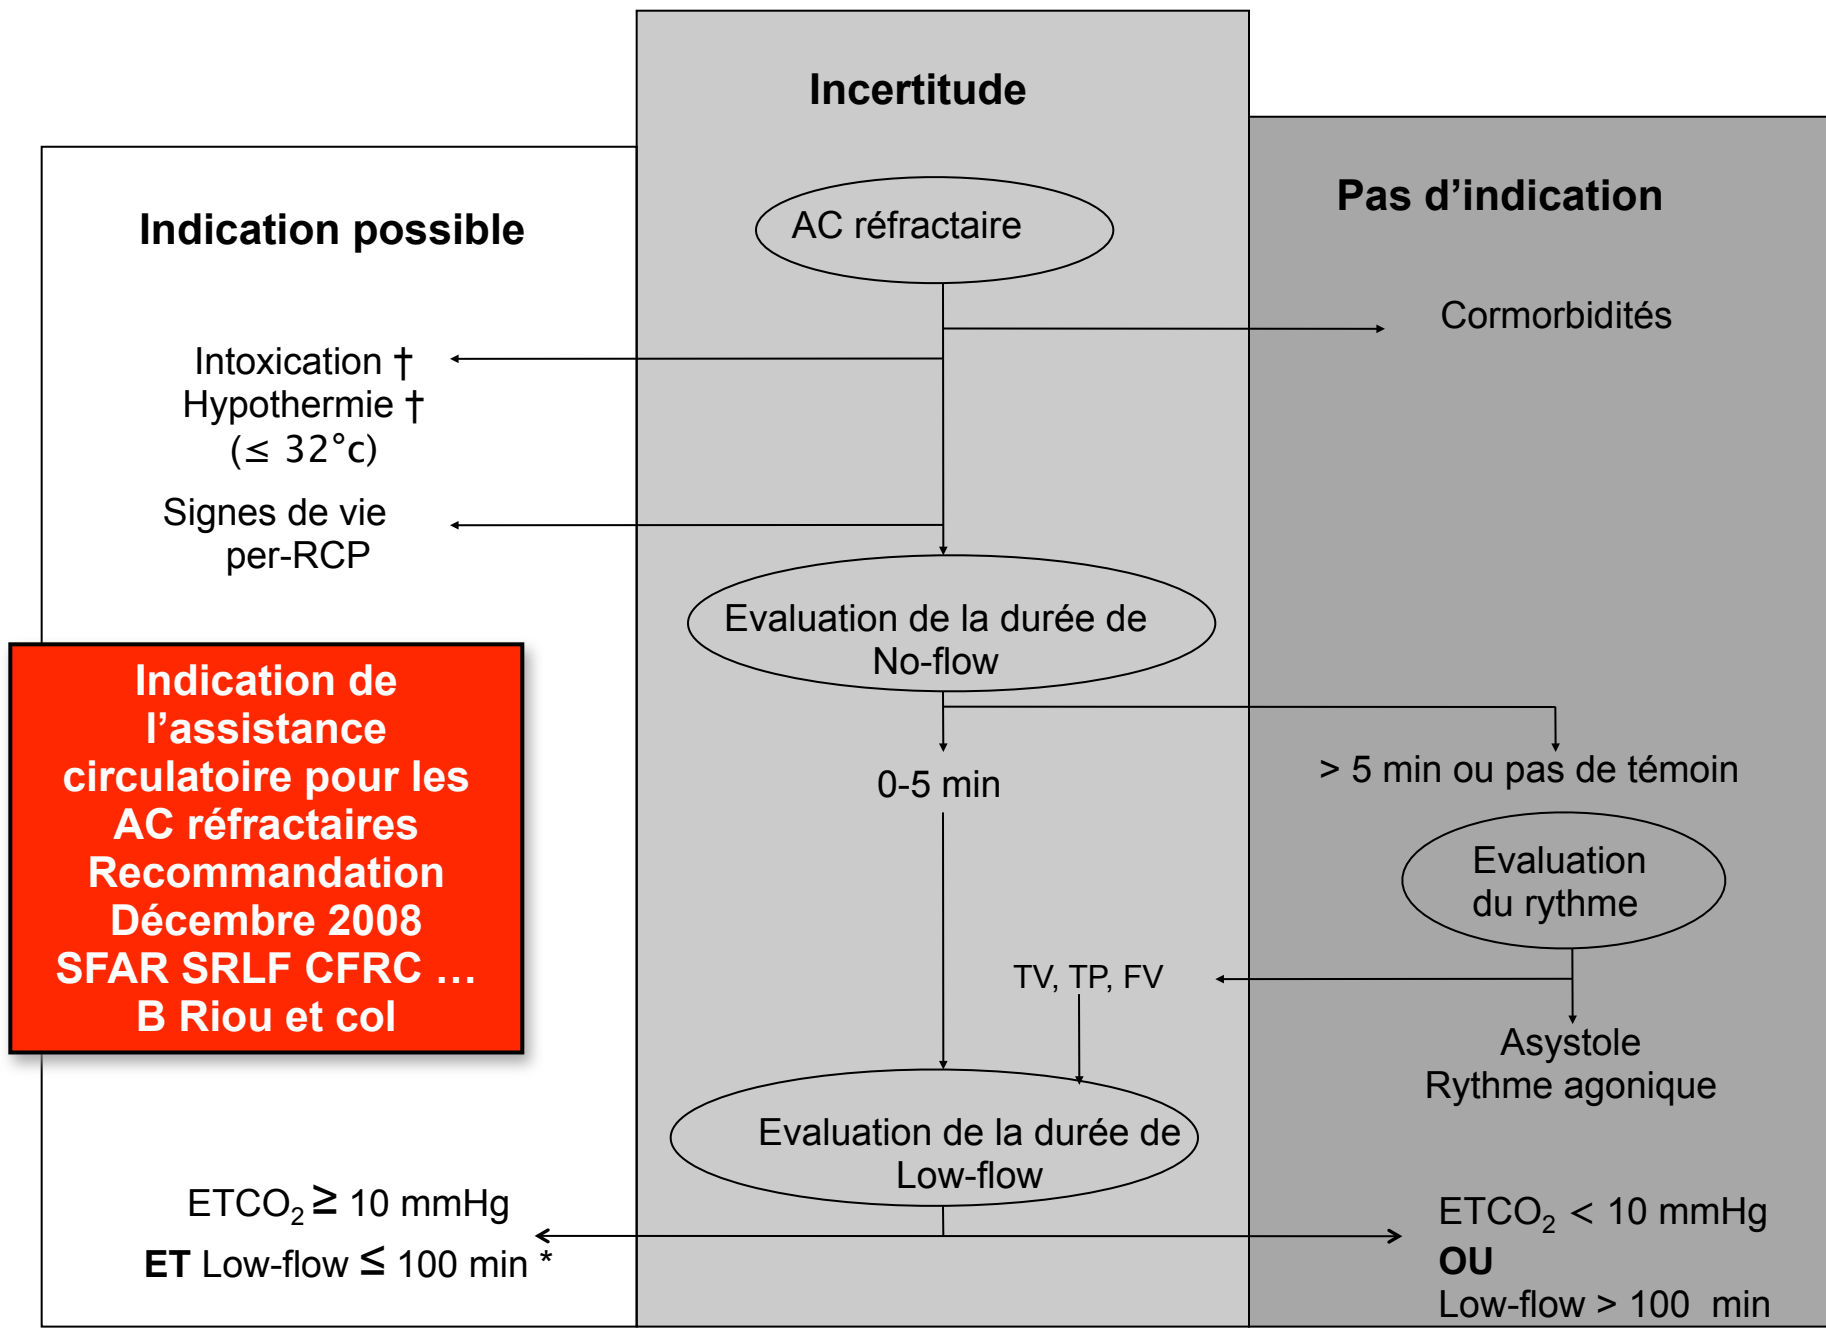 Incertitude
Pas d’indication
Indication possible
AC réfractaire
Cormorbidités
Intoxication †
Hypothermie †
(≤ 32°c)
Signes de vie
per-RCP
Evaluation de la durée de
No-flow
Indication de
l’assistance
circulatoire pour les
AC réfractaires
Recommandation
Décembre 2008
SFAR SRLF CFRC …
B Riou et col
0-5 min
> 5 min ou pas de témoin
Evaluation
du rythme
TV, TP, FV
Asystole
Rythme agonique
Evaluation de la durée de
Low-flow
ETCO₂ ≥ 10 mmHg
ET Low-flow ≤ 100 min *
ETCO₂ < 10 mmHg
OU
Low-flow > 100 min